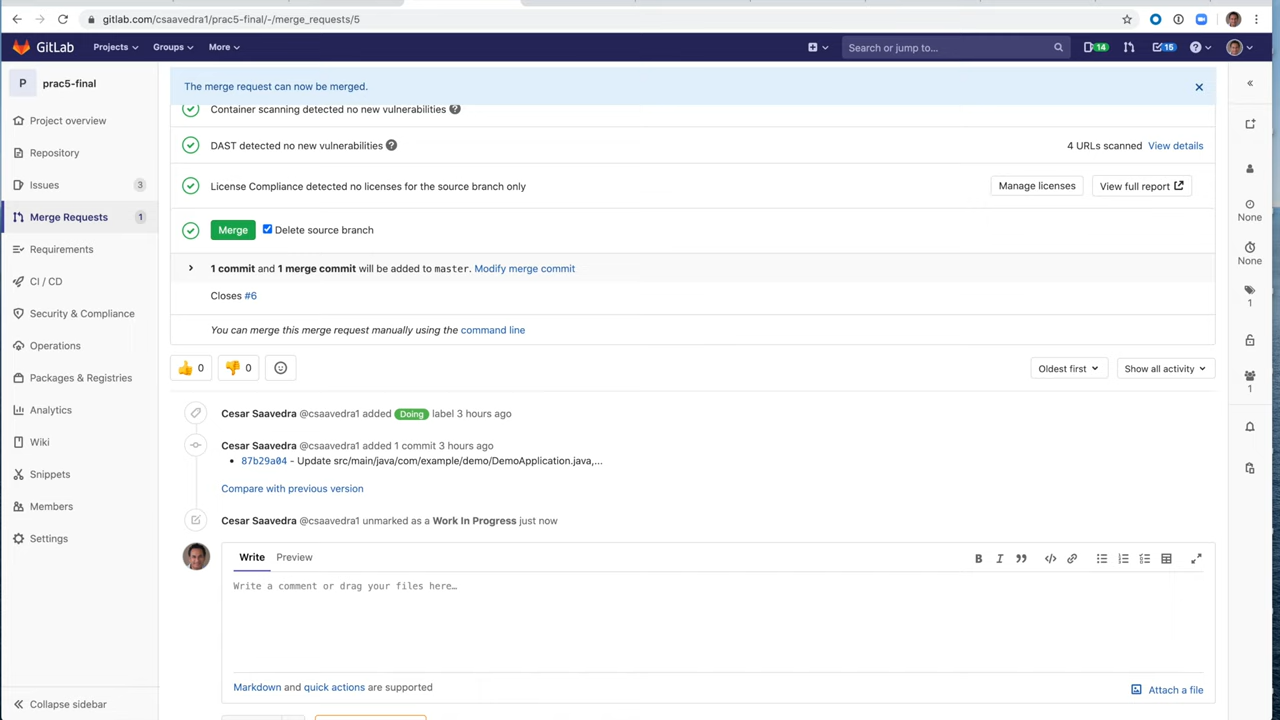 gitlab.com/csaavedra1/prac5-final/-/merge_requests/5
GitLab
Projects
Groups
More
Search or jump to...
14
15
P
prac5-final
Project overview
Repository
Issues 3
Merge Requests 1
Requirements
CI / CD
Security & Compliance
Operations
Packages & Registries
Analytics
Wiki
Snippets
Members
Settings
Collapse sidebar
The merge request can now be merged.
Container scanning detected no new vulnerabilities
DAST detected no new vulnerabilities
4 URLs scanned View details
License Compliance detected no licenses for the source branch only
Manage licenses
View full report
Merge
Delete source branch
1 commit and 1 merge commit will be added to master. Modify merge commit
Closes #6
You can merge this merge request manually using the command line
0
0
Oldest first
Show all activity
Cesar Saavedra @csaavedra1 added Doing label 3 hours ago
Cesar Saavedra @csaavedra1 added 1 commit 3 hours ago
87b29a04 - Update src/main/java/com/example/demo/DemoApplication.java,...
Compare with previous version
Cesar Saavedra @csaavedra1 unmarked as a Work In Progress just now
Write
Preview
Write a comment or drag your files here…
Markdown and quick actions are supported
Attach a file
None
None
1
1